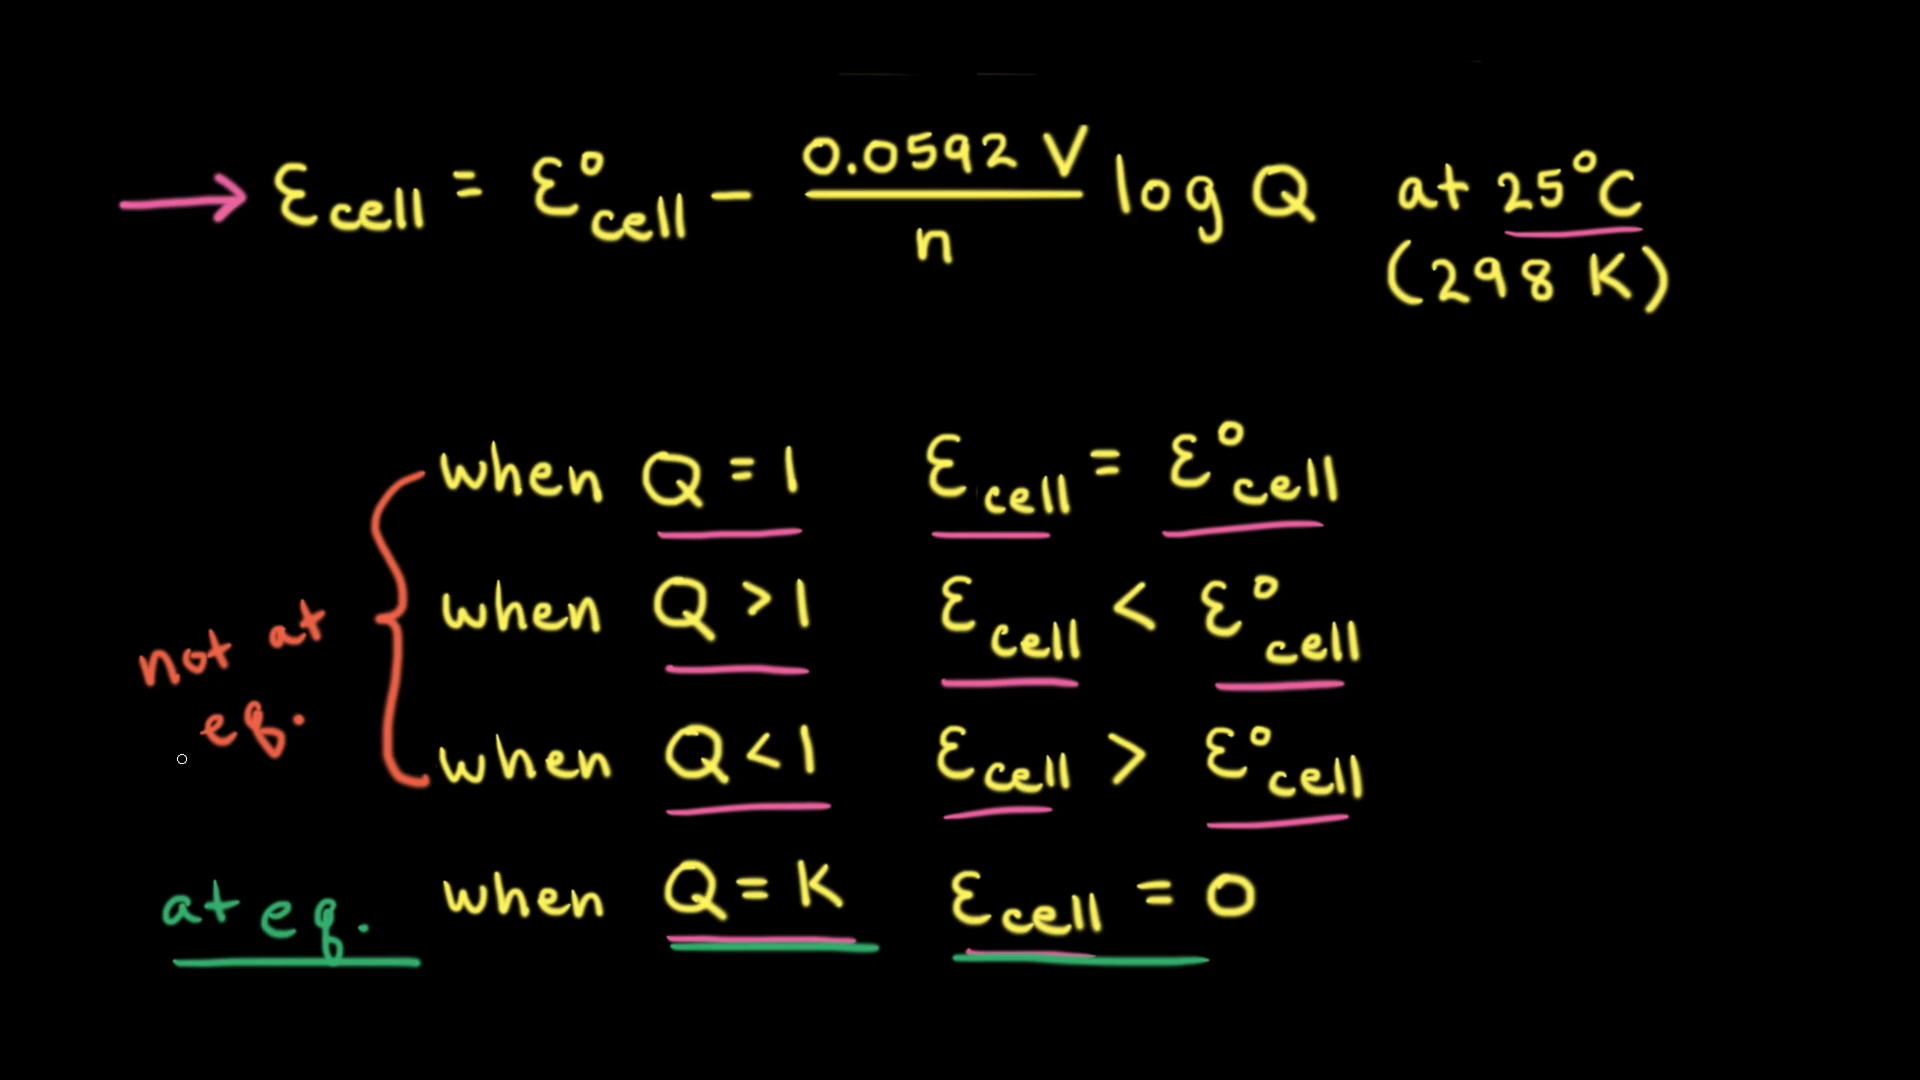 → Ɛcell = Ɛ°cell − 0.0592 V / n log Q at 25°C
(298 K)
when Q = 1 Ɛcell = Ɛ°cell
when Q > 1 Ɛcell < Ɛ°cell
not at
eq.
when Q < 1 Ɛcell > Ɛ°cell
at eq. when Q = K Ɛcell = 0